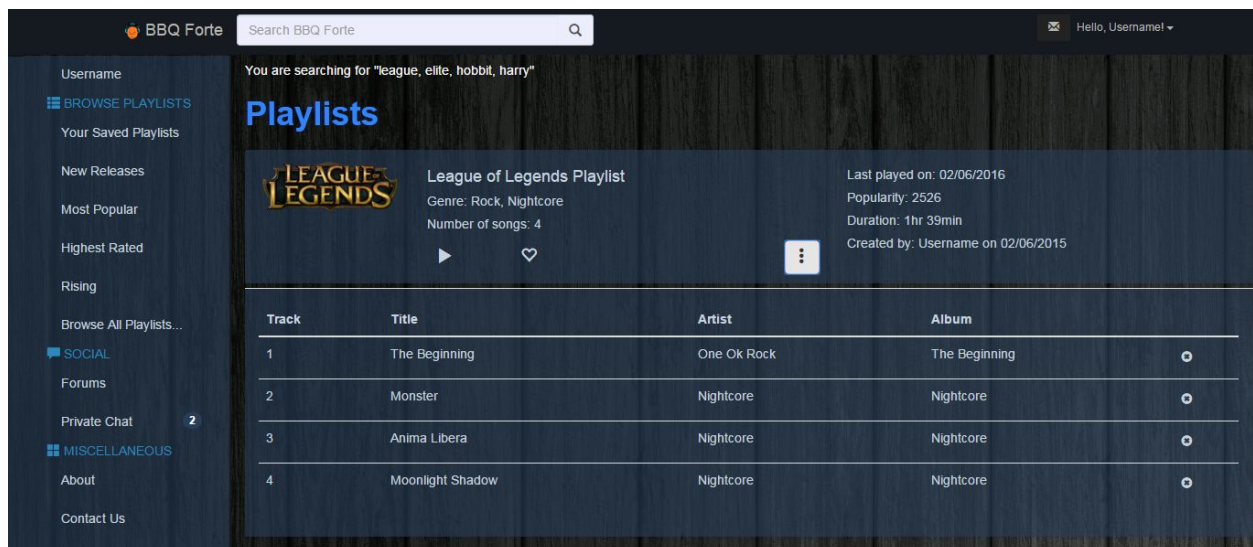 BBQ Forte
Search BBQ Forte
Hello, Username!
Username
BROWSE PLAYLISTS
Your Saved Playlists
New Releases
Most Popular
Highest Rated
Rising
Browse All Playlists...
SOCIAL
Forums
Private Chat 2
MISCELLANEOUS
About
Contact Us
You are searching for "league, elite, hobbit, harry"
Playlists
LEAGUE OF
LEGENDS
League of Legends Playlist
Genre: Rock, Nightcore
Number of songs: 4
Last played on: 02/06/2016
Popularity: 2526
Duration: 1hr 39min
Created by: Username on 02/06/2015
Track Title Artist Album
1 The Beginning One Ok Rock The Beginning
2 Monster Nightcore Nightcore
3 Anima Libera Nightcore Nightcore
4 Moonlight Shadow Nightcore Nightcore